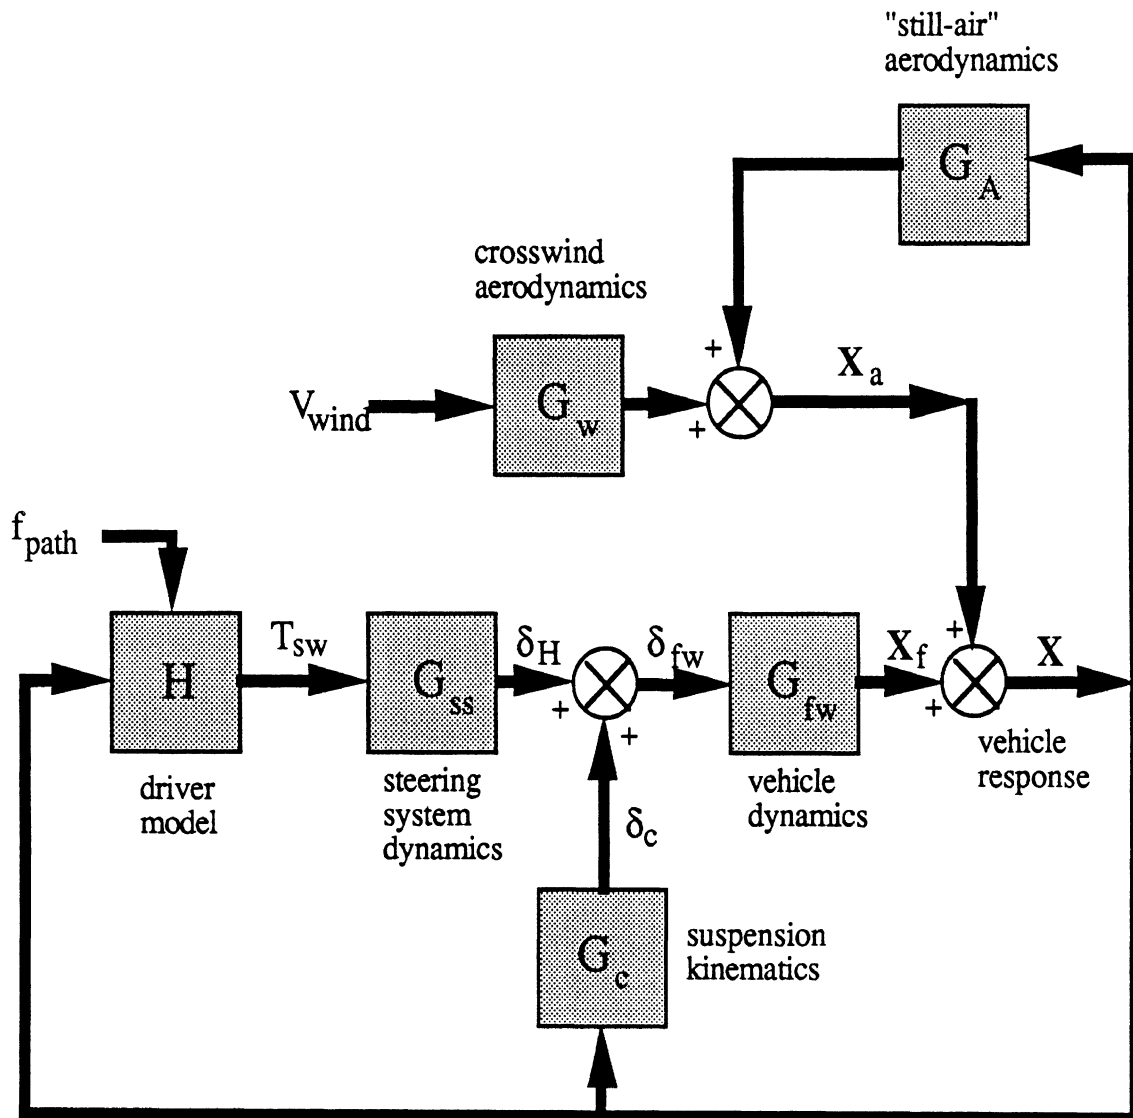 "still-air"
aerodynamics
G_A
crosswind
aerodynamics
+
X_a
V_wind
G_w
+
f_path
H
T_sw
G_ss
δ_H
+
δ_fw
G_fw
X_f
+
+
X
+
driver
model
steering
system
dynamics
vehicle
dynamics
vehicle
response
δ_c
G_c
suspension
kinematics